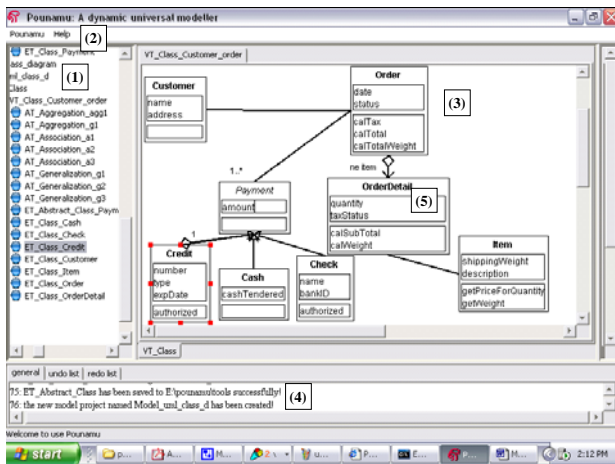 Pounamu: A dynamic universal modeller
Pounamu Help
(2)
ET_Class_Payment
ass_diagram
ml_class_d
(1)
Class
VT_Class_Customer_order
AT_Aggregation_agg1
AT_Aggregation_g1
AT_Association_a1
AT_Association_a2
AT_Association_a3
AT_Generalization_g1
AT_Generalization_g2
AT_Generalization_g3
ET_Abstract_Class_Paym
ET_Class_Cash
ET_Class_Check
ET_Class_Credit
ET_Class_Customer
ET_Class_Item
ET_Class_Order
ET_Class_OrderDetail
VT_Class_Customer_order
Customer
name
address
Order
date
status
calTax
calTotal
calTotalWeight
(3)
1..*
ne item
Payment
amount
OrderDetail
(5)
quantity
taxStatus
calSubTotal
calWeight
1
Credit
number
type
expDate
authorized
Cash
cashTendered
Check
name
bankID
authorized
Item
shippingWeight
description
getPriceForQuantity
getWeight
VT_Class
general undo list redo list
75: ET_Abstract_Class has been saved to E:\pounamu\tools successfully!
76: the new model project named Model_uml_class_d has been created!
(4)
Welcome to use Pounamu
start
p...
A...
M...
2
u...
P...
E...
P...
M...
2:12 PM